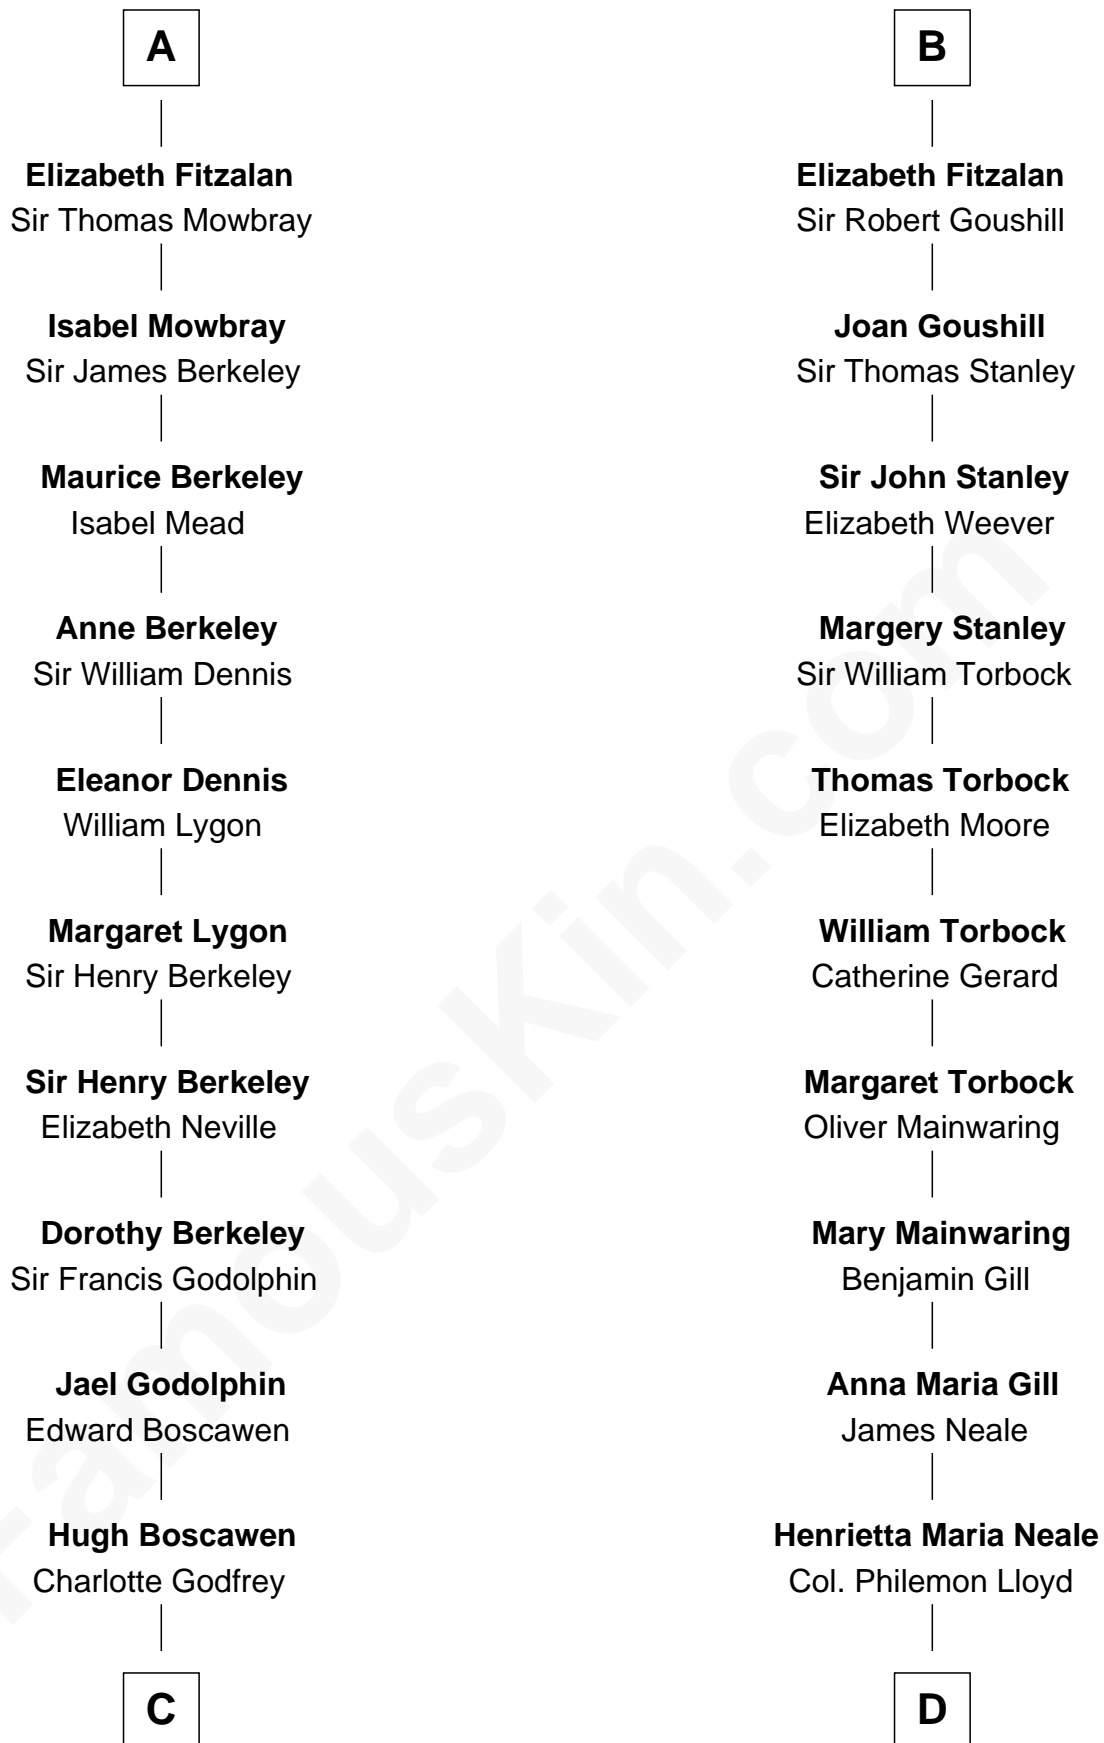 A
Elizabeth Fitzalan
Sir Thomas Mowbray
Isabel Mowbray
Sir James Berkeley
Maurice Berkeley
Isabel Mead
Anne Berkeley
Sir William Dennis
Eleanor Dennis
William Lygon
Margaret Lygon
Sir Henry Berkeley
Sir Henry Berkeley
Elizabeth Neville
Dorothy Berkeley
Sir Francis Godolphin
Jael Godolphin
Edward Boscawen
Hugh Boscawen
Charlotte Godfrey
C
B
Elizabeth Fitzalan
Sir Robert Goushill
Joan Goushill
Sir Thomas Stanley
Sir John Stanley
Elizabeth Weever
Margery Stanley
Sir William Torbock
Thomas Torbock
Elizabeth Moore
William Torbock
Catherine Gerard
Margaret Torbock
Oliver Mainwaring
Mary Mainwaring
Benjamin Gill
Anna Maria Gill
James Neale
Henrietta Maria Neale
Col. Philemon Lloyd
D
FamousKin.com